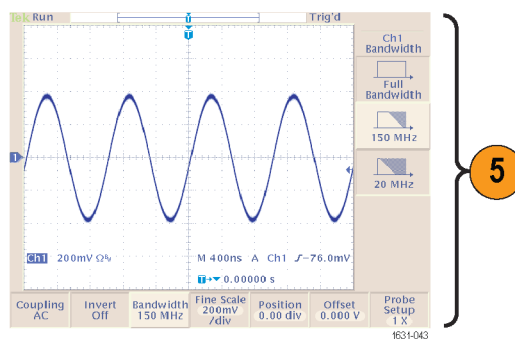 Tek Run Trig'd
T
T
Ch1
Bandwidth
Full
Bandwidth
150 MHz
20 MHz
1
5
Ch1 200mV Ω M 400ns A Ch1 -76.0mV
T 0.00000 s
Coupling
AC
Invert
Off
Bandwidth
150 MHz
Fine Scale
200mV
/div
Position
0.00 div
Offset
0.000 V
Probe
Setup
1 X
1631-043